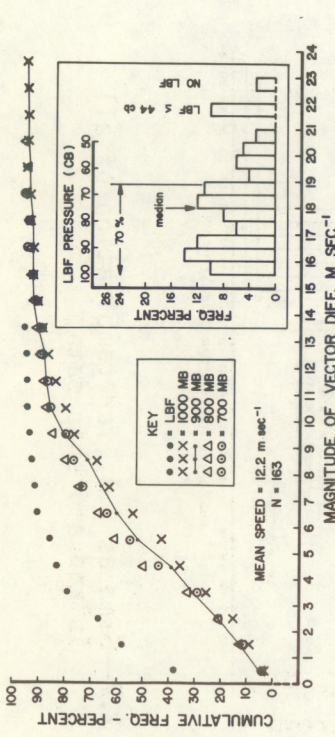 CUMULATIVE FREQ. - PERCENT
100
90
80
70
60
50
40
30
20
10
0
0 1 2 3 4 5 6 7 8 9 10 11 12 13 14 15 16 17 18 19 20 21 22 23 24
MAGNITUDE OF VECTOR DIFF. M SEC⁻¹
KEY
● = LBF
X X X = 1000 MB
= 900 MB
△△△ = 800 MB
⊙⊙⊙ = 700 MB
MEAN SPEED = 12.2 m sec⁻¹
N = 163
LBF PRESSURE (CB)
100 90 80 70 60 50
FREQ. PERCENT
28
24
20
16
12
8
4
0
70 %
median
LBF ≤ 44 cb
NO LBF